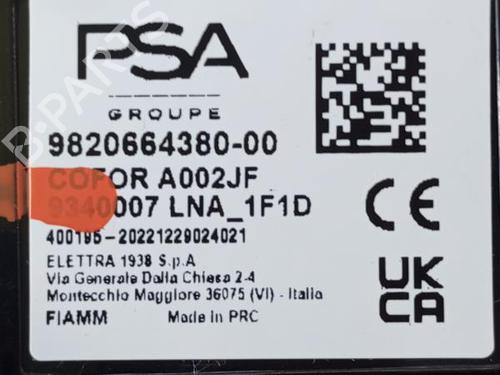 PSA
GROUPE
9820664380-00
COFOR A002JF
9340007 LNA_1F1D
400195-20221229024021
ELETTRA 1938 S.p.A
Via Generale Dalla Chiesa 2-4
Montecchio Maggiore 36075 (VI) - Italia
FIAMM Made in PRC
CE
UK
CA
B-PARTS